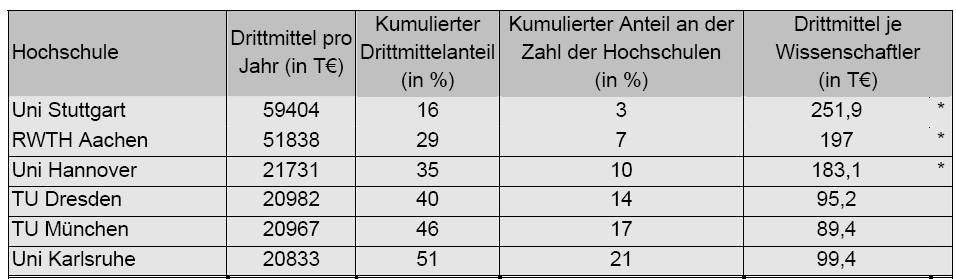 Hochschule Drittmittel pro Jahr (in T€) Kumulierter Drittmittelanteil (in %) Kumulierter Anteil an der Zahl der Hochschulen (in %) Drittmittel je Wissenschaftler (in T€)
Uni Stuttgart 59404 16 3 251,9 *
RWTH Aachen 51838 29 7 197 *
Uni Hannover 21731 35 10 183,1 *
TU Dresden 20982 40 14 95,2
TU München 20967 46 17 89,4
Uni Karlsruhe 20833 51 21 99,4